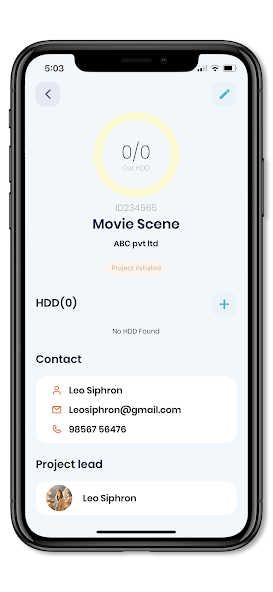 5:03
0/0
Out HDD
ID234565
Movie Scene
ABC pvt ltd
Project initiated
HDD(0)
No HDD Found
Contact
Leo Siphron
Leosiphron@gmail.com
98567 56476
Project lead
Leo Siphron